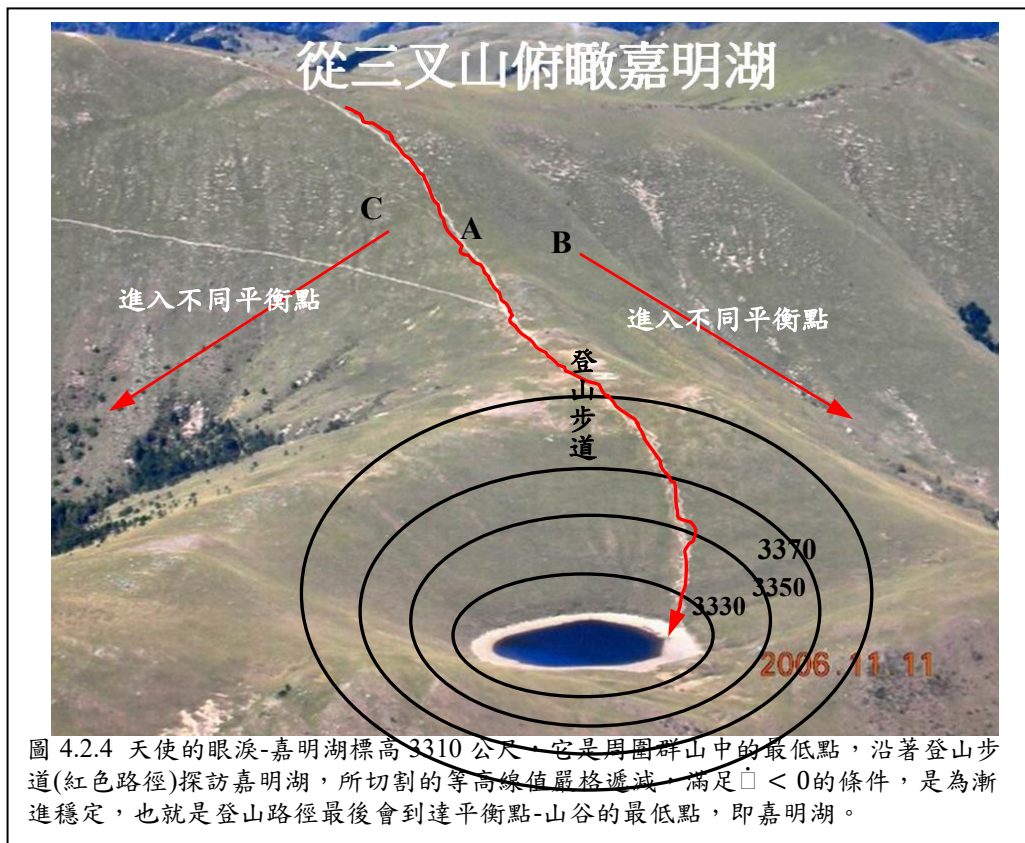 從三叉山俯瞰嘉明湖
C
A
B
進入不同平衡點
進入不同平衡點
登山步道
3370
3350
3330
2006.11.11
圖 4.2.4 天使的眼淚-嘉明湖標高 3310 公尺，它是周圍群山中的最低點，沿著登山步
道(紅色路徑)探訪嘉明湖，所切割的等高線值嚴格遞減，滿足 < 0的條件，是為漸
進穩定，也就是登山路徑最後會到達平衡點-山谷的最低點，即嘉明湖。